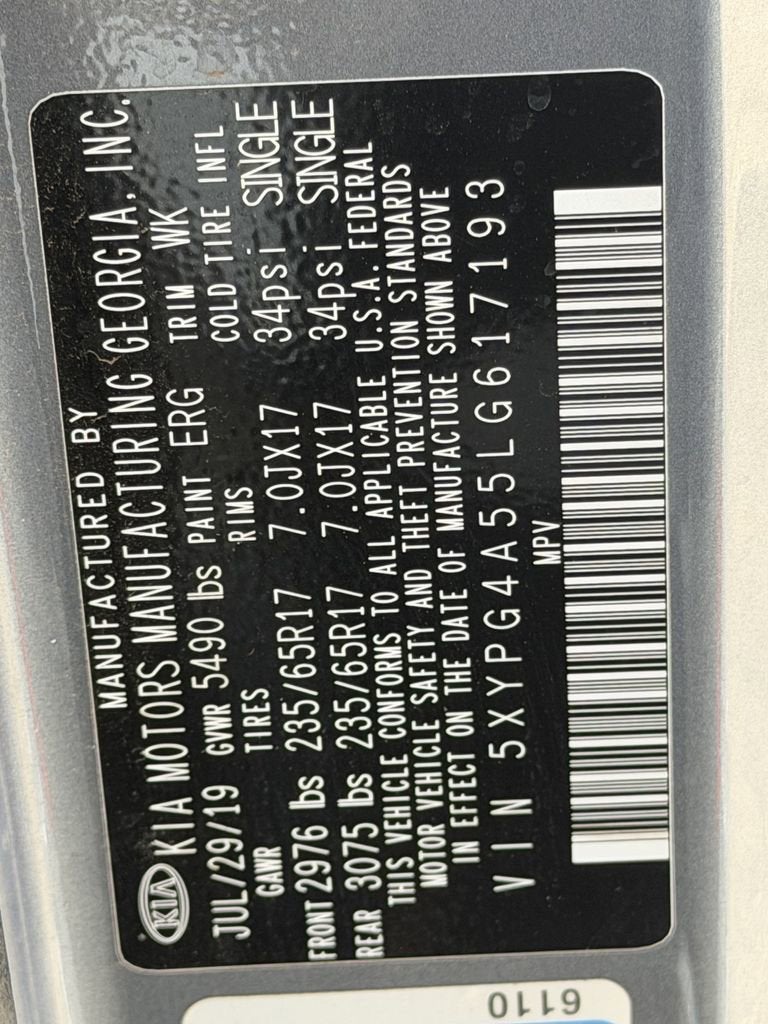 MANUFACTURED BY
KIA KIA MOTORS MANUFACTURING GEORGIA, INC.
JUL/29/19 GVWR 5490 lbs PAINT ERG TRIM WK
GAWR TIRES RIMS COLD TIRE INFL
FRONT 2976 lbs 235/65R17 7.0JX17 34psi SINGLE
REAR 3075 lbs 235/65R17 7.0JX17 34psi SINGLE
THIS VEHICLE CONFORMS TO ALL APPLICABLE U.S.A. FEDERAL
MOTOR VEHICLE SAFETY AND THEFT PREVENTION STANDARDS
IN EFFECT ON THE DATE OF MANUFACTURE SHOWN ABOVE
VIN 5XYPG4A55LG617193
MPV
6110